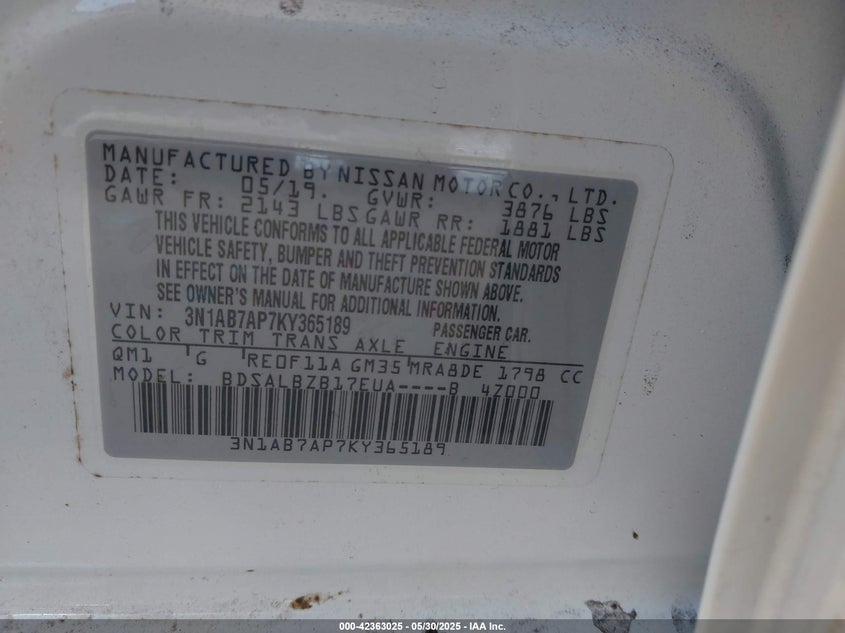 MANUFACTURED BY NISSAN MOTOR CO., LTD.
DATE: 05/19. GVWR: 3876 LBS
GAWR FR: 2143 LBS GAWR RR: 1881 LBS
THIS VEHICLE CONFORMS TO ALL APPLICABLE FEDERAL MOTOR
VEHICLE SAFETY, BUMPER AND THEFT PREVENTION STANDARDS
IN EFFECT ON THE DATE OF MANUFACTURE SHOWN ABOVE.
SEE OWNER'S MANUAL FOR ADDITIONAL INFORMATION.
VIN: 3N1AB7AP7KY365189 PASSENGER CAR.
COLOR TRIM TRANS AXLE ENGINE
QM1 G RE0F11A GM35 MRA8DE 1798 CC
MODEL: BDSALBZB17EUA----B 4Z000
3N1AB7AP7KY365189
000-42363025 - 05/30/2025 - IAA Inc.